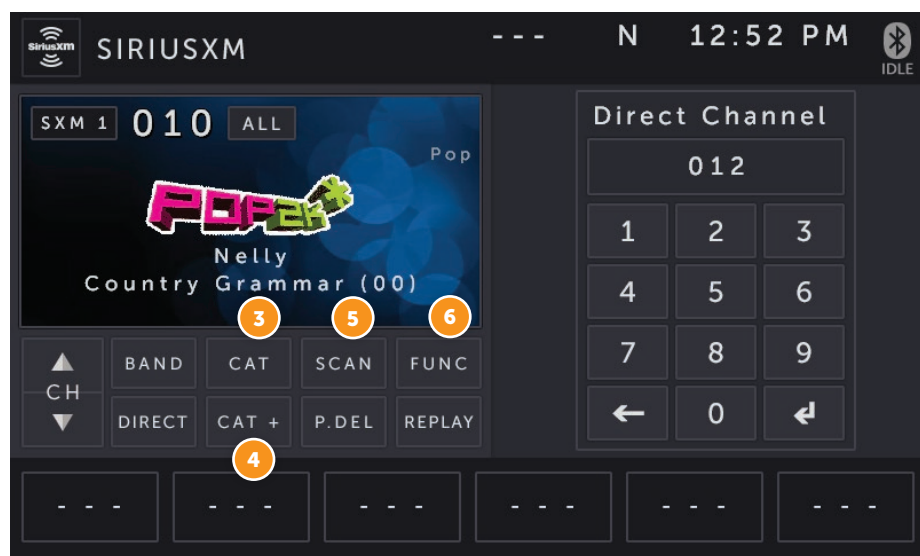 SiriusXM SIRIUSXM - - - N 12:52 PM
IDLE
SXM 1 010 ALL
Pop
POP2K
Nelly
Country Grammar (00)
3 5 6
CH
BAND CAT SCAN FUNC
DIRECT CAT + P.DEL REPLAY
4
Direct Channel
012
1 2 3
4 5 6
7 8 9
0
- - - - - - - - - - - - - - - - - -